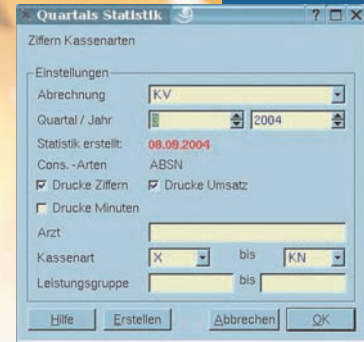 Quartals Statistik
Ziffern Kassenarten
Einstellungen
Abrechnung KV
Quartal / Jahr 2004
Statistik erstellt: 08.09.2004
Cons. -Arten ABSN
Drucke Ziffern Drucke Umsatz
Drucke Minuten
Arzt
Kassenart X bis KN
Leistungsgruppe bis
Hilfe Erstellen Abbrechen OK